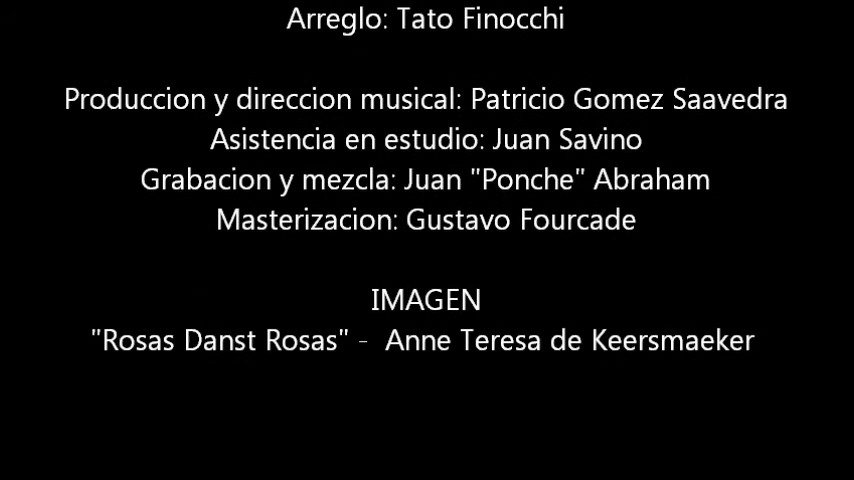 Arreglo: Tato Finocchi
Produccion y direccion musical: Patricio Gomez Saavedra
Asistencia en estudio: Juan Savino
Grabacion y mezcla: Juan "Ponche" Abraham
Masterizacion: Gustavo Fourcade
IMAGEN
"Rosas Danst Rosas" -  Anne Teresa de Keersmaeker